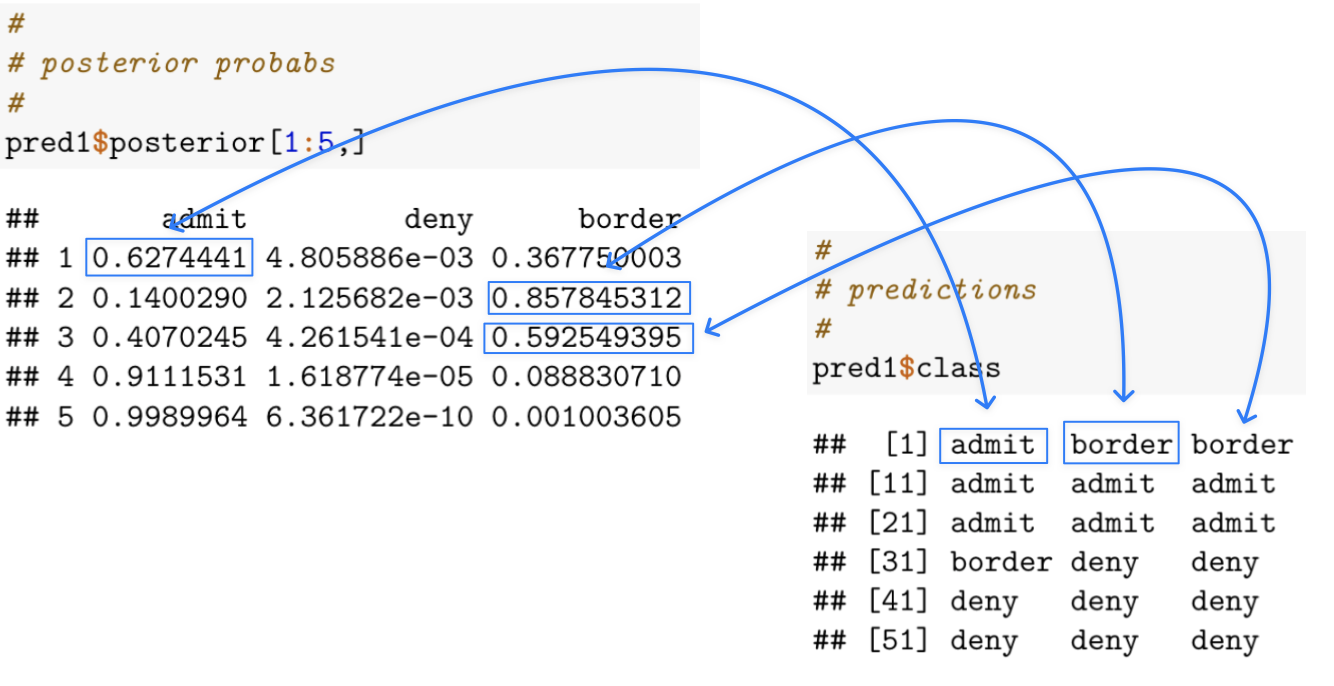 #
# posterior probabs
#
pred1$posterior[1:5,]
## admit deny border
## 1 0.6274441 4.805886e-03 0.367750003
## 2 0.1400290 2.125682e-03 0.857845312
## 3 0.4070245 4.261541e-04 0.592549395
## 4 0.9111531 1.618774e-05 0.088830710
## 5 0.9989964 6.361722e-10 0.001003605
#
# predictions
#
pred1$class
## [1] admit border border
## [11] admit admit admit
## [21] admit admit admit
## [31] border deny deny
## [41] deny deny deny
## [51] deny deny deny